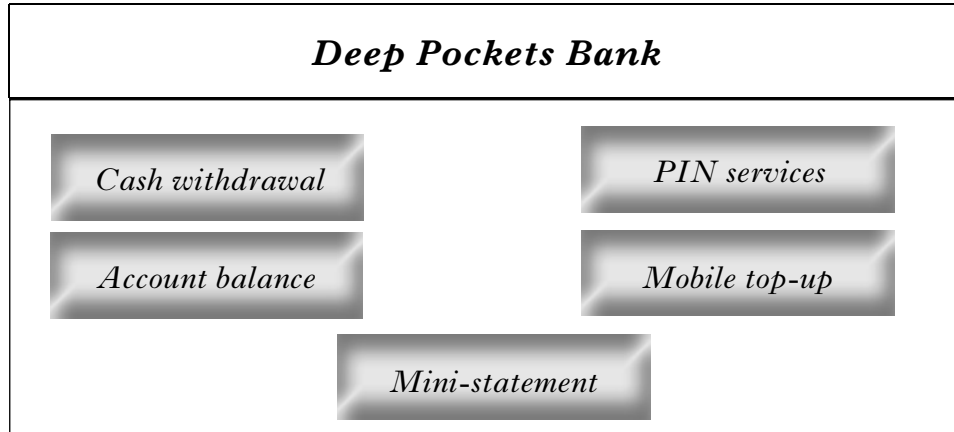 Deep Pockets Bank
Cash withdrawal
PIN services
Account balance
Mobile top-up
Mini-statement